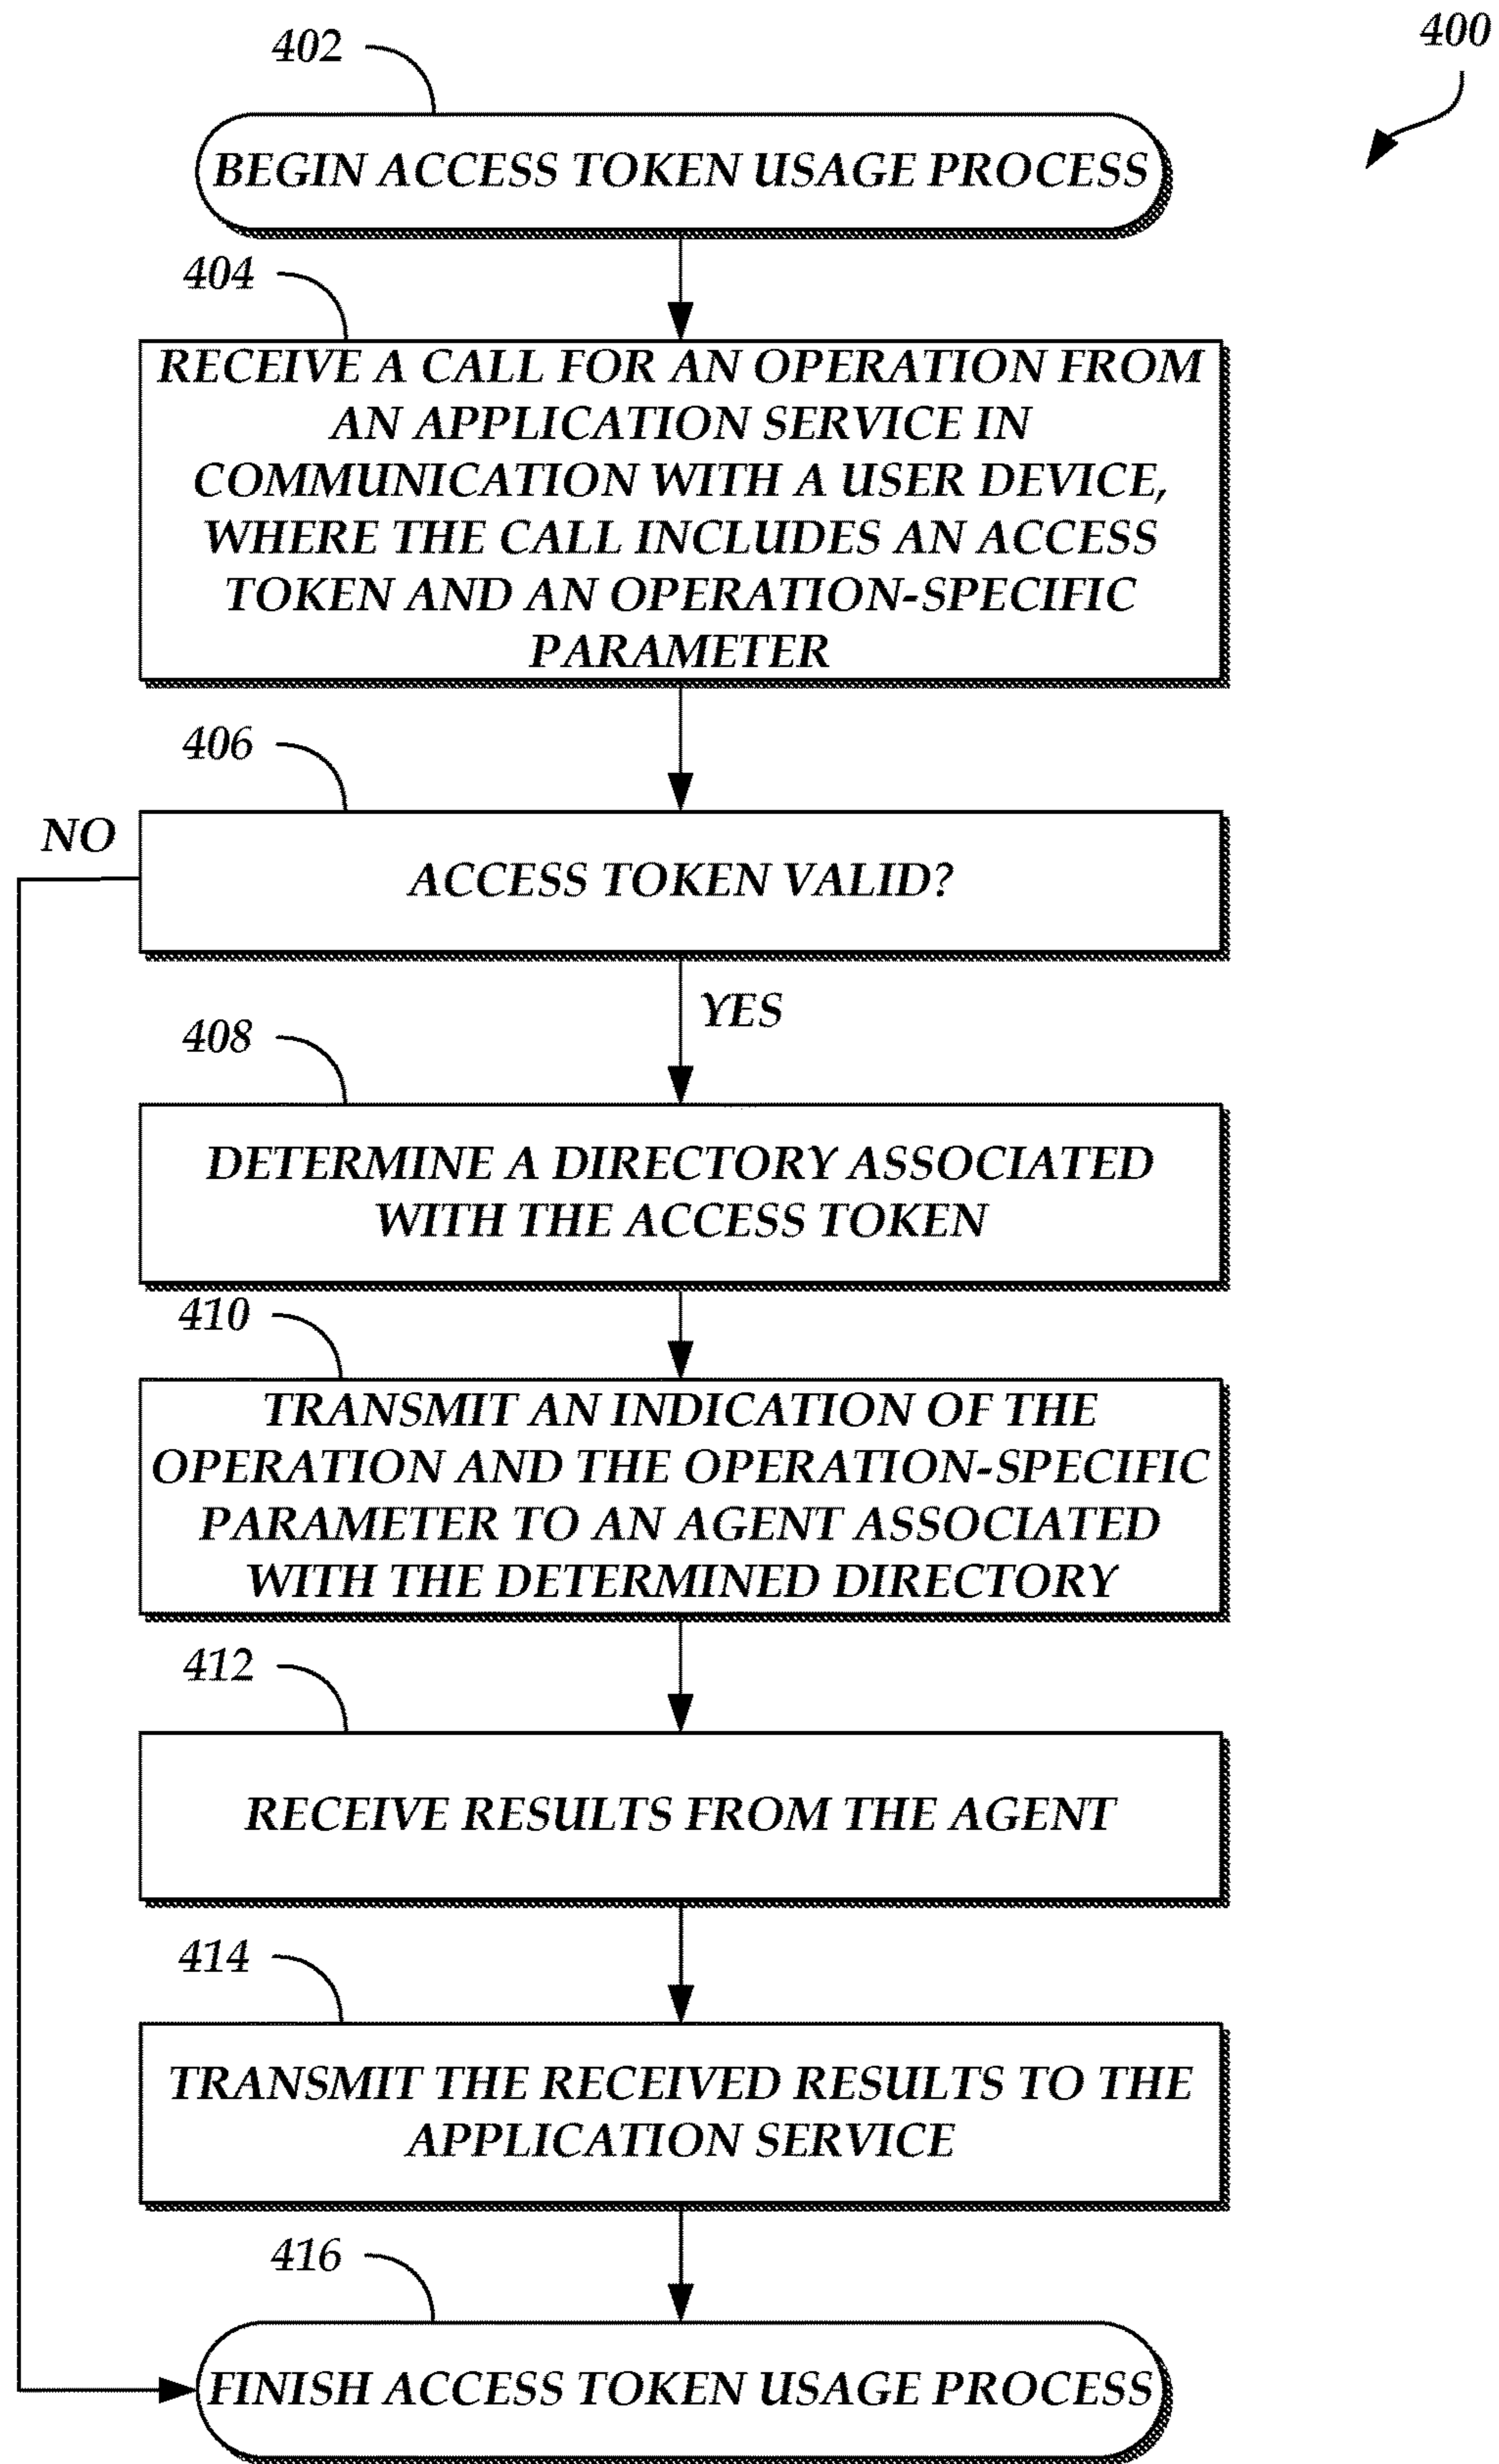 400
402
BEGIN ACCESS TOKEN USAGE PROCESS
404
RECEIVE A CALL FOR AN OPERATION FROM
AN APPLICATION SERVICE IN
COMMUNICATION WITH A USER DEVICE,
WHERE THE CALL INCLUDES AN ACCESS
TOKEN AND AN OPERATION-SPECIFIC
PARAMETER
406
NO
ACCESS TOKEN VALID?
YES
408
DETERMINE A DIRECTORY ASSOCIATED
WITH THE ACCESS TOKEN
410
TRANSMIT AN INDICATION OF THE
OPERATION AND THE OPERATION-SPECIFIC
PARAMETER TO AN AGENT ASSOCIATED
WITH THE DETERMINED DIRECTORY
412
RECEIVE RESULTS FROM THE AGENT
414
TRANSMIT THE RECEIVED RESULTS TO THE
APPLICATION SERVICE
416
FINISH ACCESS TOKEN USAGE PROCESS